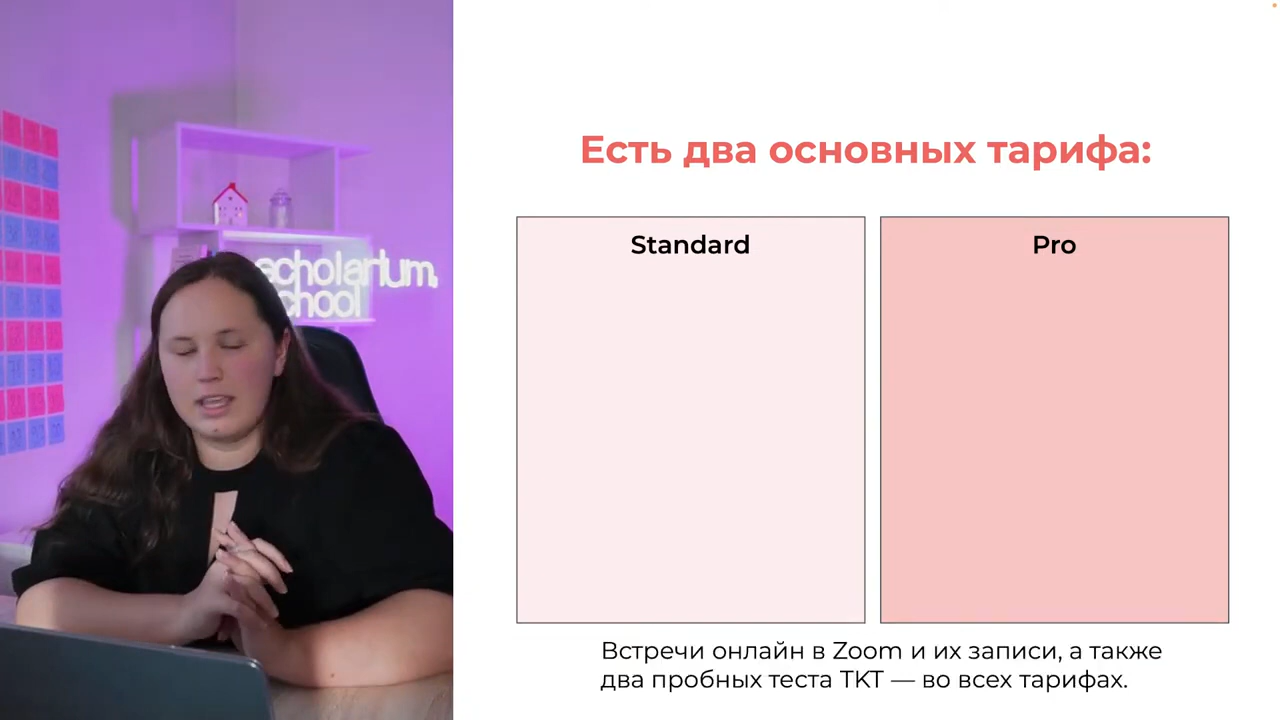 scholarium.
school
Есть два основных тарифа:
Standard
Pro
Встречи онлайн в Zoom и их записи, а также
два пробных теста TKT — во всех тарифах.